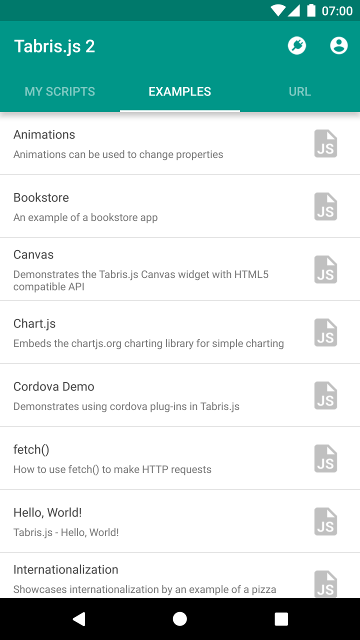 07:00
Tabris.js 2
MY SCRIPTS
EXAMPLES
URL
Animations
Animations can be used to change properties
JS
Bookstore
An example of a bookstore app
JS
Canvas
Demonstrates the Tabris.js Canvas widget with HTML5
compatible API
JS
Chart.js
Embeds the chartjs.org charting library for simple charting
JS
Cordova Demo
Demonstrates using cordova plug-ins in Tabris.js
JS
fetch()
How to use fetch() to make HTTP requests
JS
Hello, World!
Tabris.js - Hello, World!
JS
Internationalization
Showcases internationalization by an example of a pizza
JS